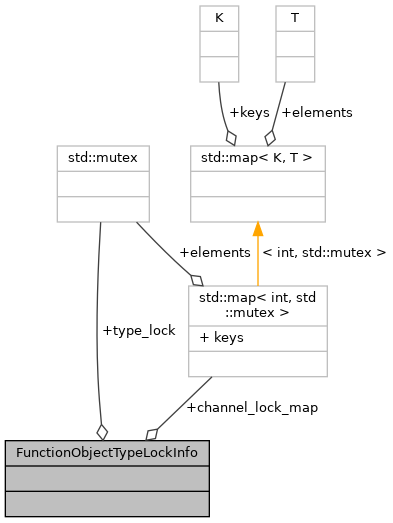 K
T
+keys
+elements
std::mutex
std::map< K, T >
+elements
< int, std::mutex >
std::map< int, std
::mutex >
+ keys
+type_lock
+channel_lock_map
FunctionObjectTypeLockInfo